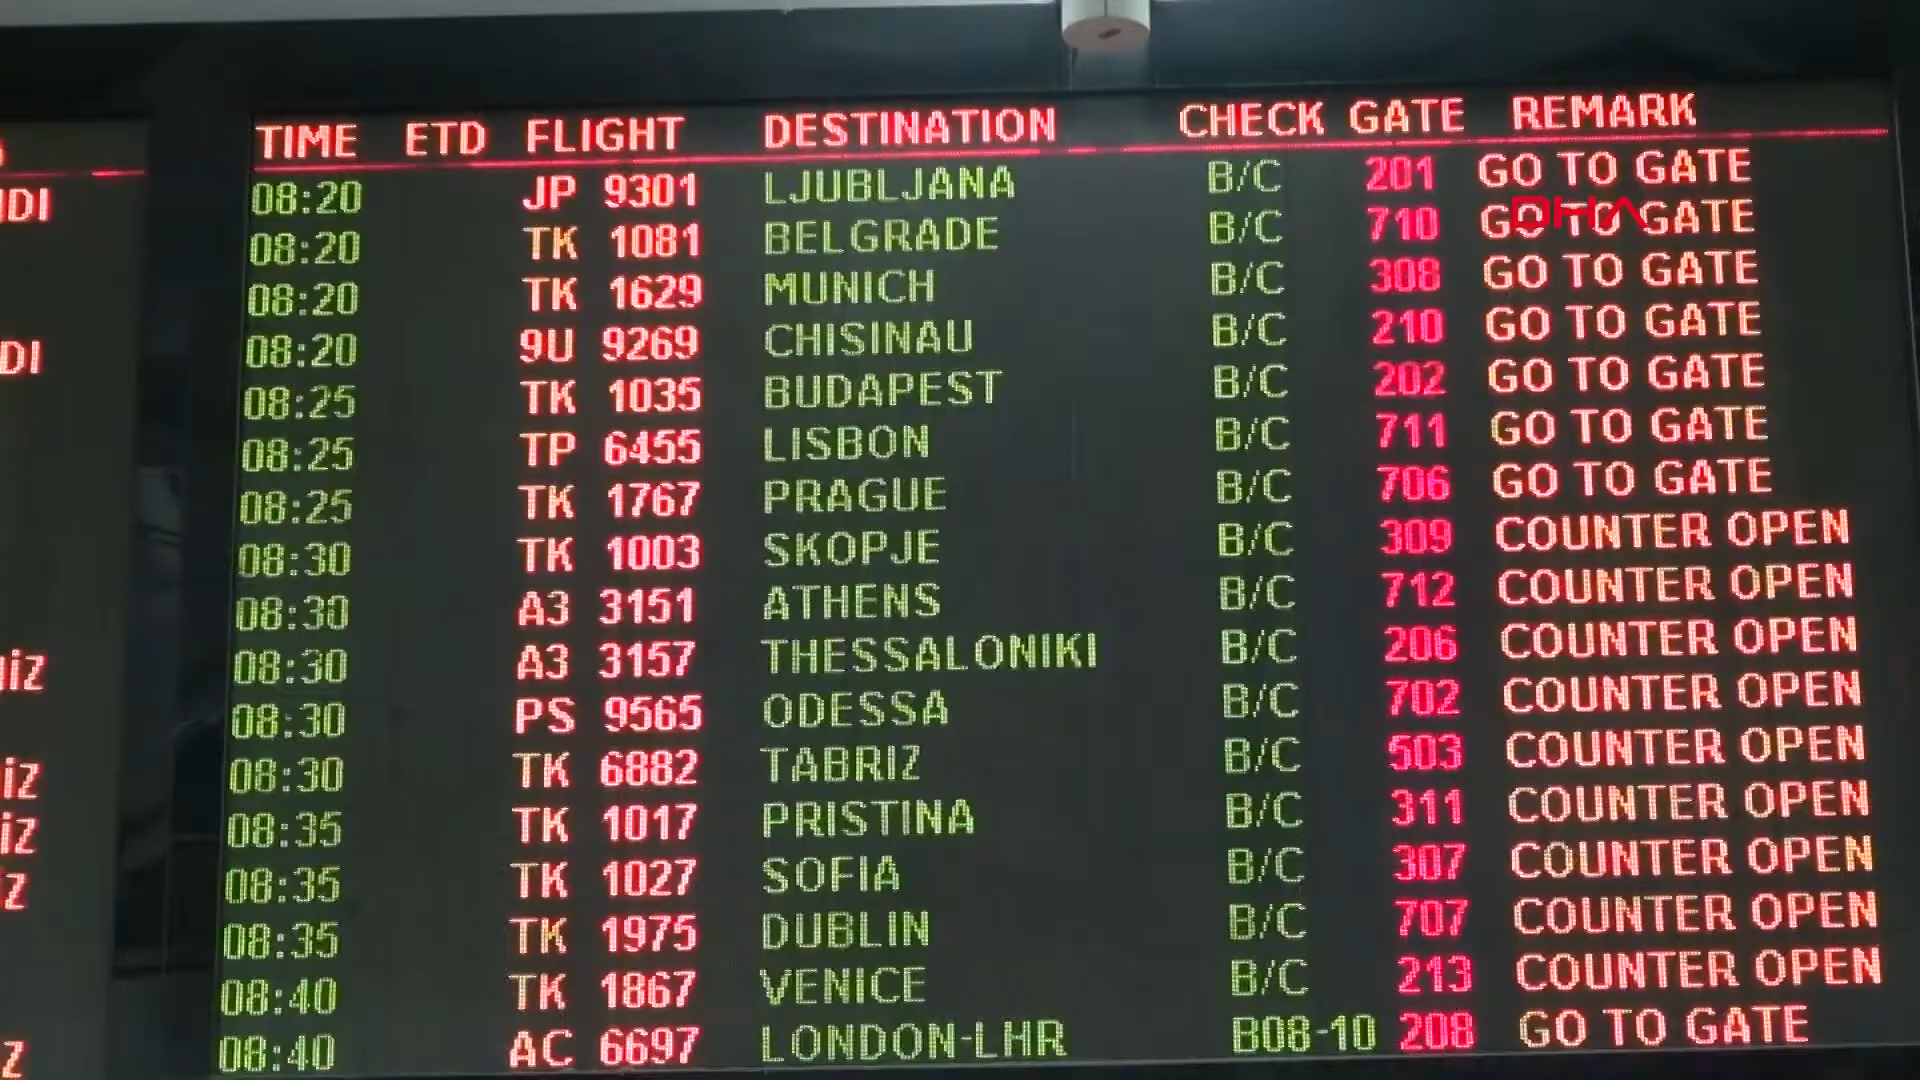 TIME ETD FLIGHT DESTINATION CHECK GATE REMARK
08:20 JP 9301 LJUBLJANA B/C 201 GO TO GATE
08:20 TK 1081 BELGRADE B/C 710 GO TO GATE
DHA
08:20 TK 1629 MUNICH B/C 308 GO TO GATE
08:20 9U 9269 CHISINAU B/C 210 GO TO GATE
08:25 TK 1035 BUDAPEST B/C 202 GO TO GATE
08:25 TP 6455 LISBON B/C 711 GO TO GATE
08:25 TK 1767 PRAGUE B/C 706 GO TO GATE
08:30 TK 1003 SKOPJE B/C 309 COUNTER OPEN
08:30 A3 3151 ATHENS B/C 712 COUNTER OPEN
08:30 A3 3157 THESSALONIKI B/C 206 COUNTER OPEN
08:30 PS 9565 ODESSA B/C 702 COUNTER OPEN
08:30 TK 6882 TABRIZ B/C 503 COUNTER OPEN
08:35 TK 1017 PRISTINA B/C 311 COUNTER OPEN
08:35 TK 1027 SOFIA B/C 307 COUNTER OPEN
08:35 TK 1975 DUBLIN B/C 707 COUNTER OPEN
08:40 TK 1867 VENICE B/C 213 COUNTER OPEN
08:40 AC 6697 LONDON-LHR B08-10 208 GO TO GATE